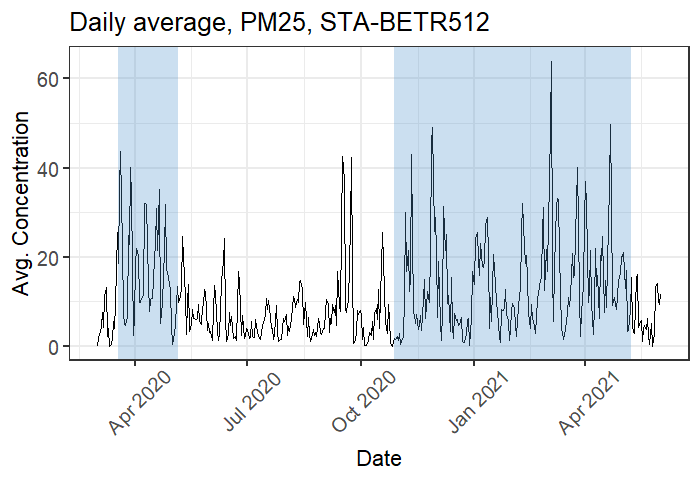 Daily average, PM25, STA-BETR512
Avg. Concentration
60
40
20
0
Apr 2020
Jul 2020
Oct 2020
Jan 2021
Apr 2021
Date